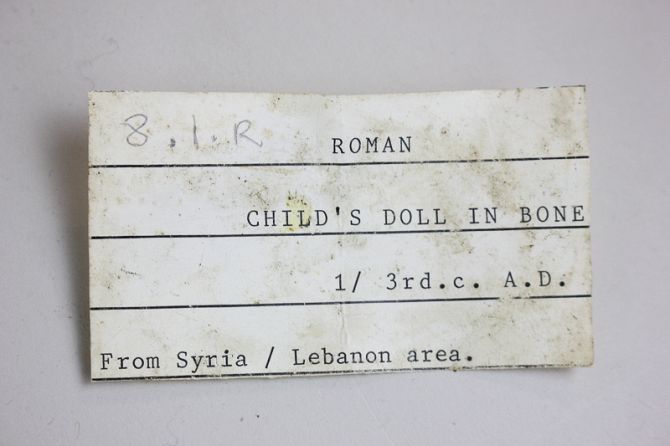 8.1.R
ROMAN
CHILD'S DOLL IN BONE
1/ 3rd.c. A.D.
From Syria / Lebanon area.